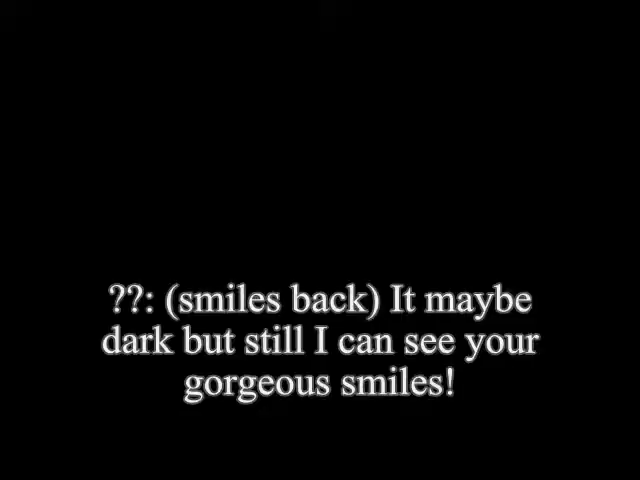 ??: (smiles back) It maybe
dark but still I can see your
gorgeous smiles!